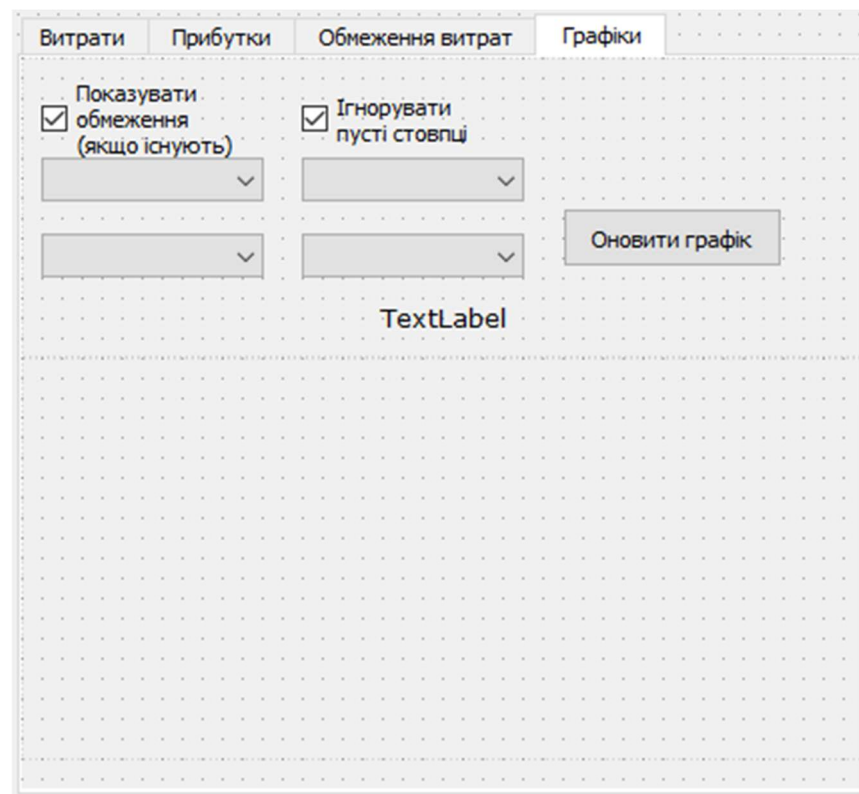 Витрати Прибутки Обмеження витрат Графіки
Показувати
обмеження
(якщо існують)
Ігнорувати
пусті стовпці
Оновити графік
TextLabel